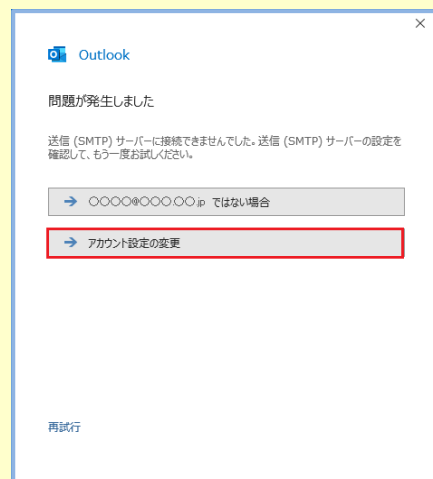 Outlook
問題が発生しました
送信 (SMTP) サーバーに接続できませんでした。送信 (SMTP) サーバーの設定を
確認して、もう一度お試しください。
〇〇〇〇@〇〇〇.〇〇.jp ではない場合
アカウント設定の変更
再試行